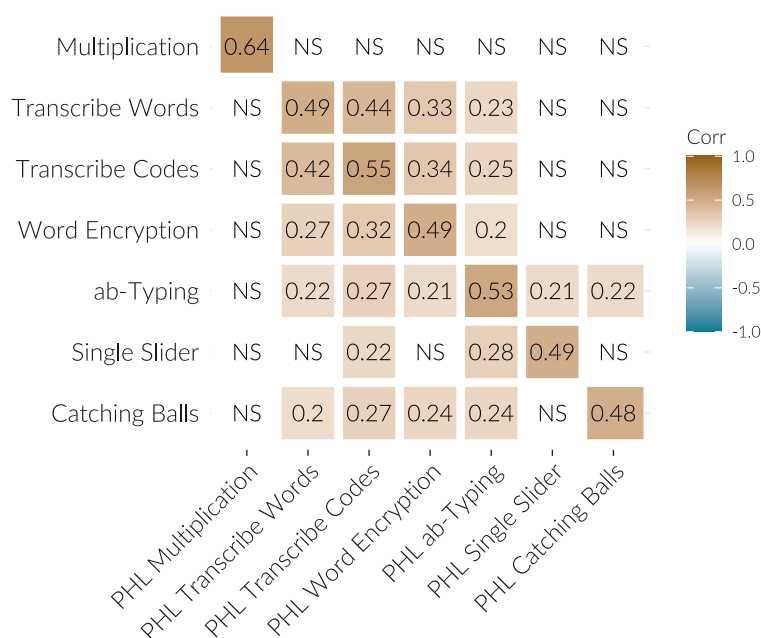 Multiplication 0.64 NS NS NS NS NS NS
Transcribe Words NS 0.49 0.44 0.33 0.23 NS NS
Transcribe Codes NS 0.42 0.55 0.34 0.25 NS NS
Word Encryption NS 0.27 0.32 0.49 0.2 NS NS
ab-Typing NS 0.22 0.27 0.21 0.53 0.21 0.22
Single Slider NS NS 0.22 NS 0.28 0.49 NS
Catching Balls NS 0.2 0.27 0.24 0.24 NS 0.48
PHL Multiplication
PHL Transcribe Words
PHL Transcribe Codes
PHL Word Encryption
PHL ab-Typing
PHL Single Slider
PHL Catching Balls
Corr
1.0
0.5
0.0
-0.5
-1.0